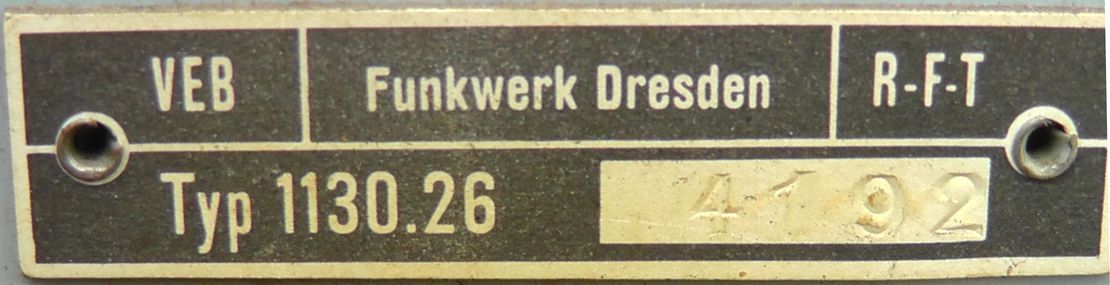 VEB Funkwerk Dresden R-F-T
Typ 1130.26 4192